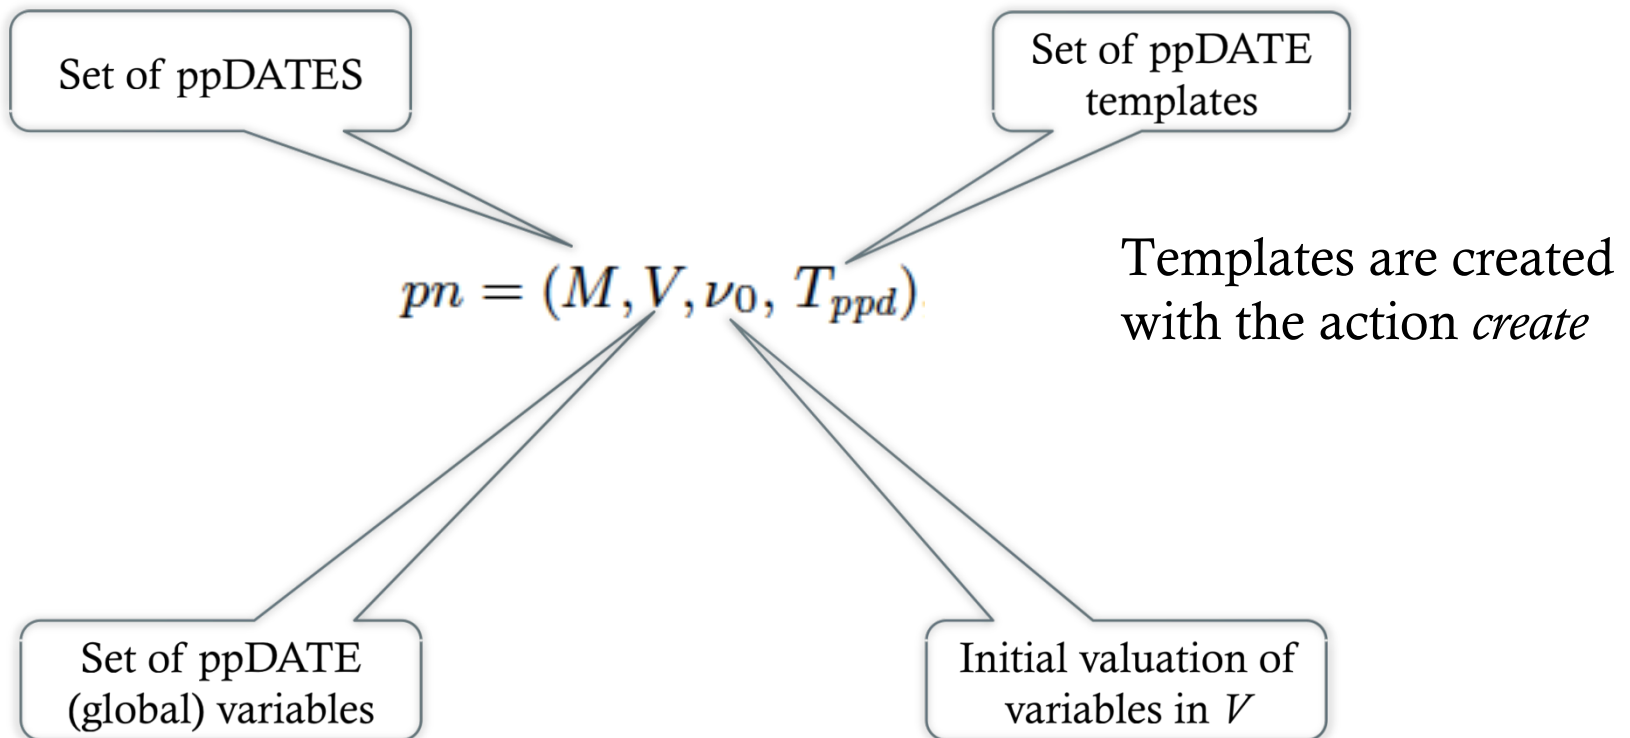 Set of ppDATES
Set of ppDATE
templates
pn = (M, V, ν₀, Tₚₚd)
Templates are created
with the action create
Set of ppDATE
(global) variables
Initial valuation of
variables in V